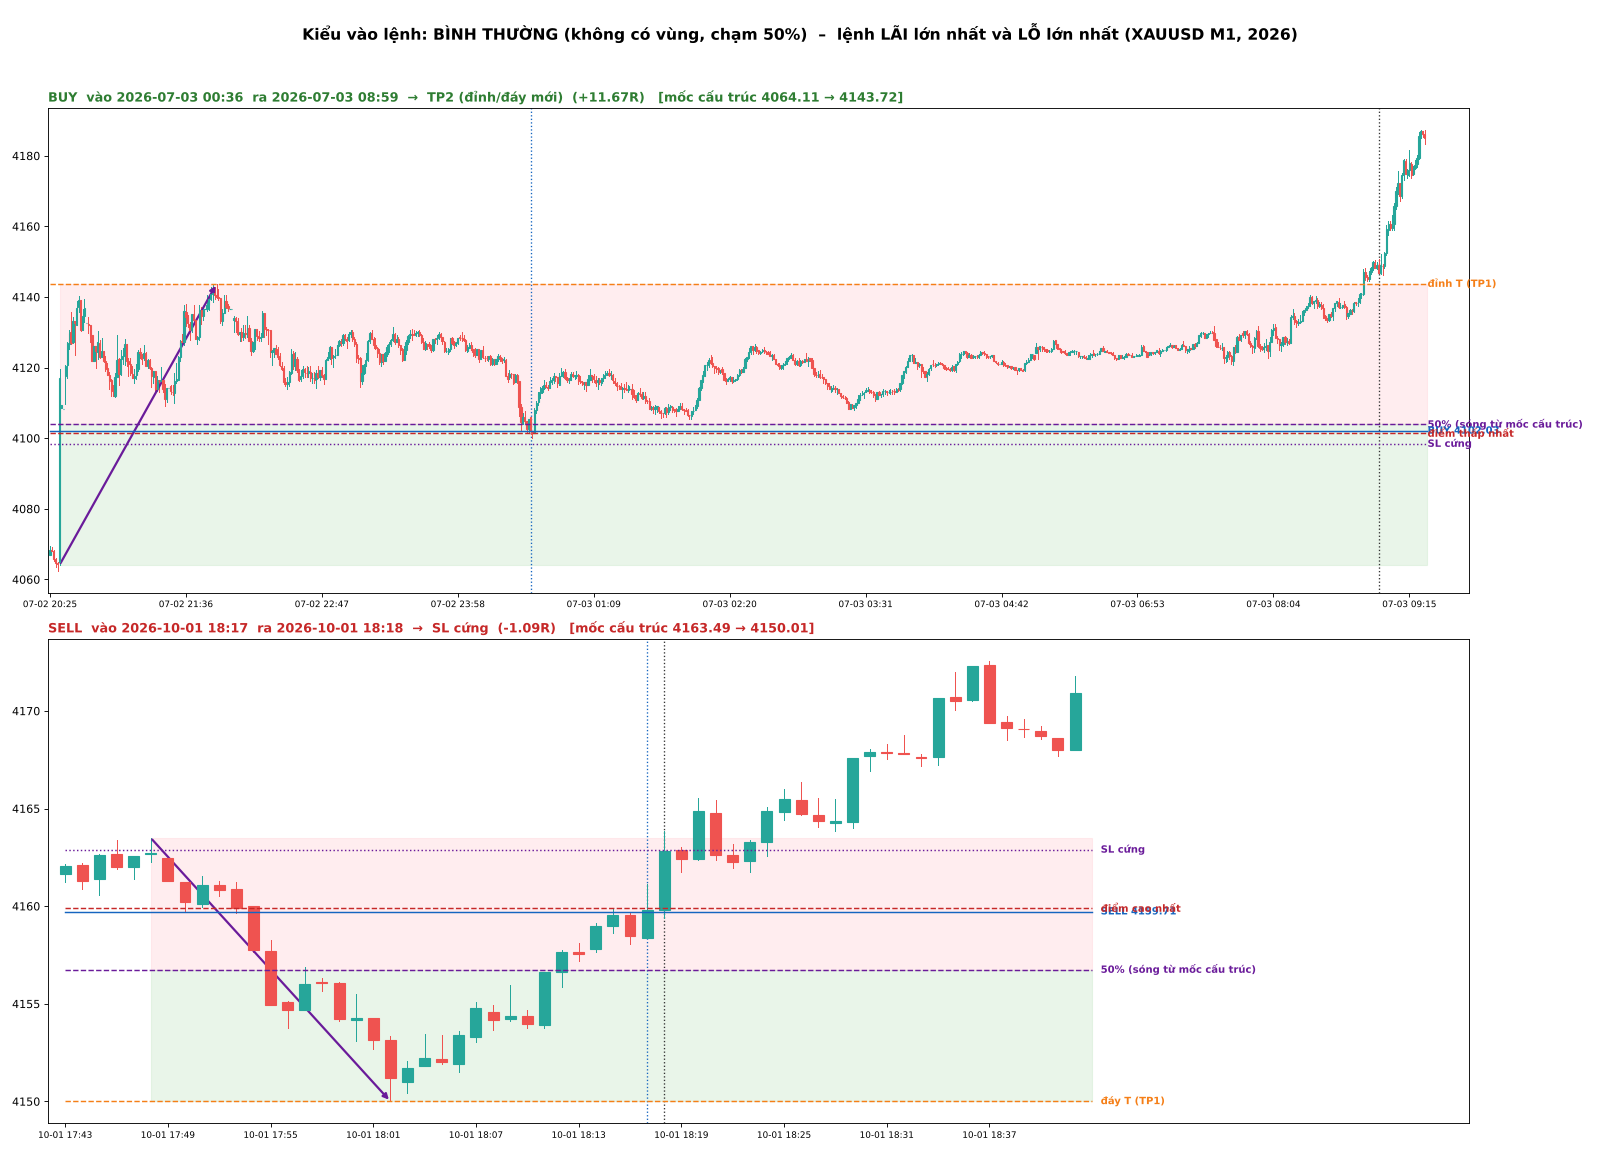 Kiểu vào lệnh: BÌNH THƯỜNG (không có vùng, chạm 50%) – lệnh LÃI lớn nhất và LỖ lớn nhất (XAUUSD M1, 2026)
BUY vào 2026-07-03 00:36 ra 2026-07-03 08:59 → TP2 (đỉnh/đáy mới) (+11.67R) [mốc cấu trúc 4064.11 → 4143.72]
4180
4160
4140
4120
4100
4080
4060
đỉnh T (TP1)
50% (sóng từ mốc cấu trúc)
điểm thấp nhất
SL cứng
07-02 20:25 07-02 21:36 07-02 22:47 07-02 23:58 07-03 01:09 07-03 02:20 07-03 03:31 07-03 04:42 07-03 06:53 07-03 08:04 07-03 09:15
SELL vào 2026-10-01 18:17 ra 2026-10-01 18:18 → SL cứng (-1.09R) [mốc cấu trúc 4163.49 → 4150.01]
4170
4165
4160
4155
4150
SL cứng
điểm cao nhất
SELL 4159.71
50% (sóng từ mốc cấu trúc)
đáy T (TP1)
10-01 17:43 10-01 17:49 10-01 17:55 10-01 18:01 10-01 18:07 10-01 18:13 10-01 18:19 10-01 18:25 10-01 18:31 10-01 18:37